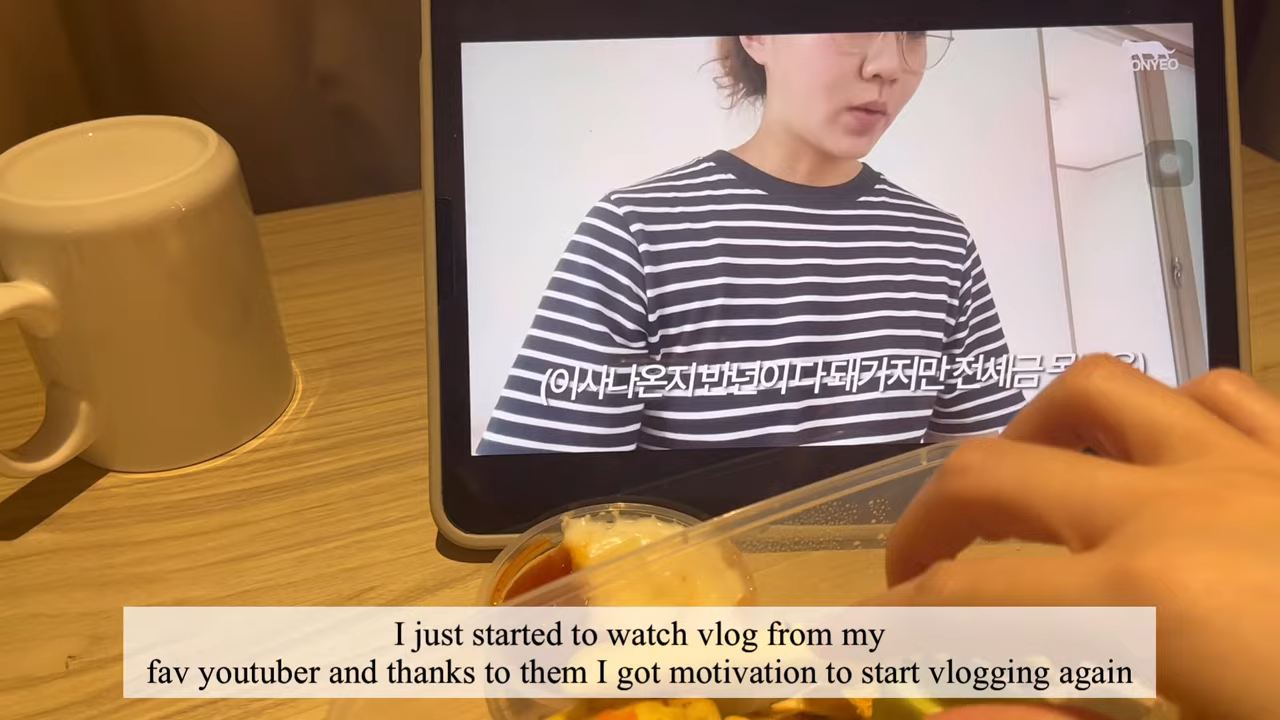 ONYEO
(이사나온지 반년이 다 돼가지만 전세금
I just started to watch vlog from my
fav youtuber and thanks to them I got motivation to start vlogging again